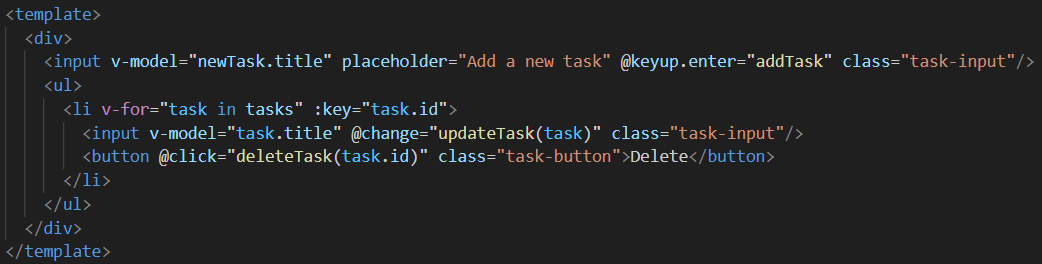 <template>
<div>
<input v-model="newTask.title" placeholder="Add a new task" @keyup.enter="addTask" class="task-input"/>
<ul>
<li v-for="task in tasks" :key="task.id">
<input v-model="task.title" @change="updateTask(task)" class="task-input"/>
<button @click="deleteTask(task.id)" class="task-button">Delete</button>
</li>
</ul>
</div>
</template>